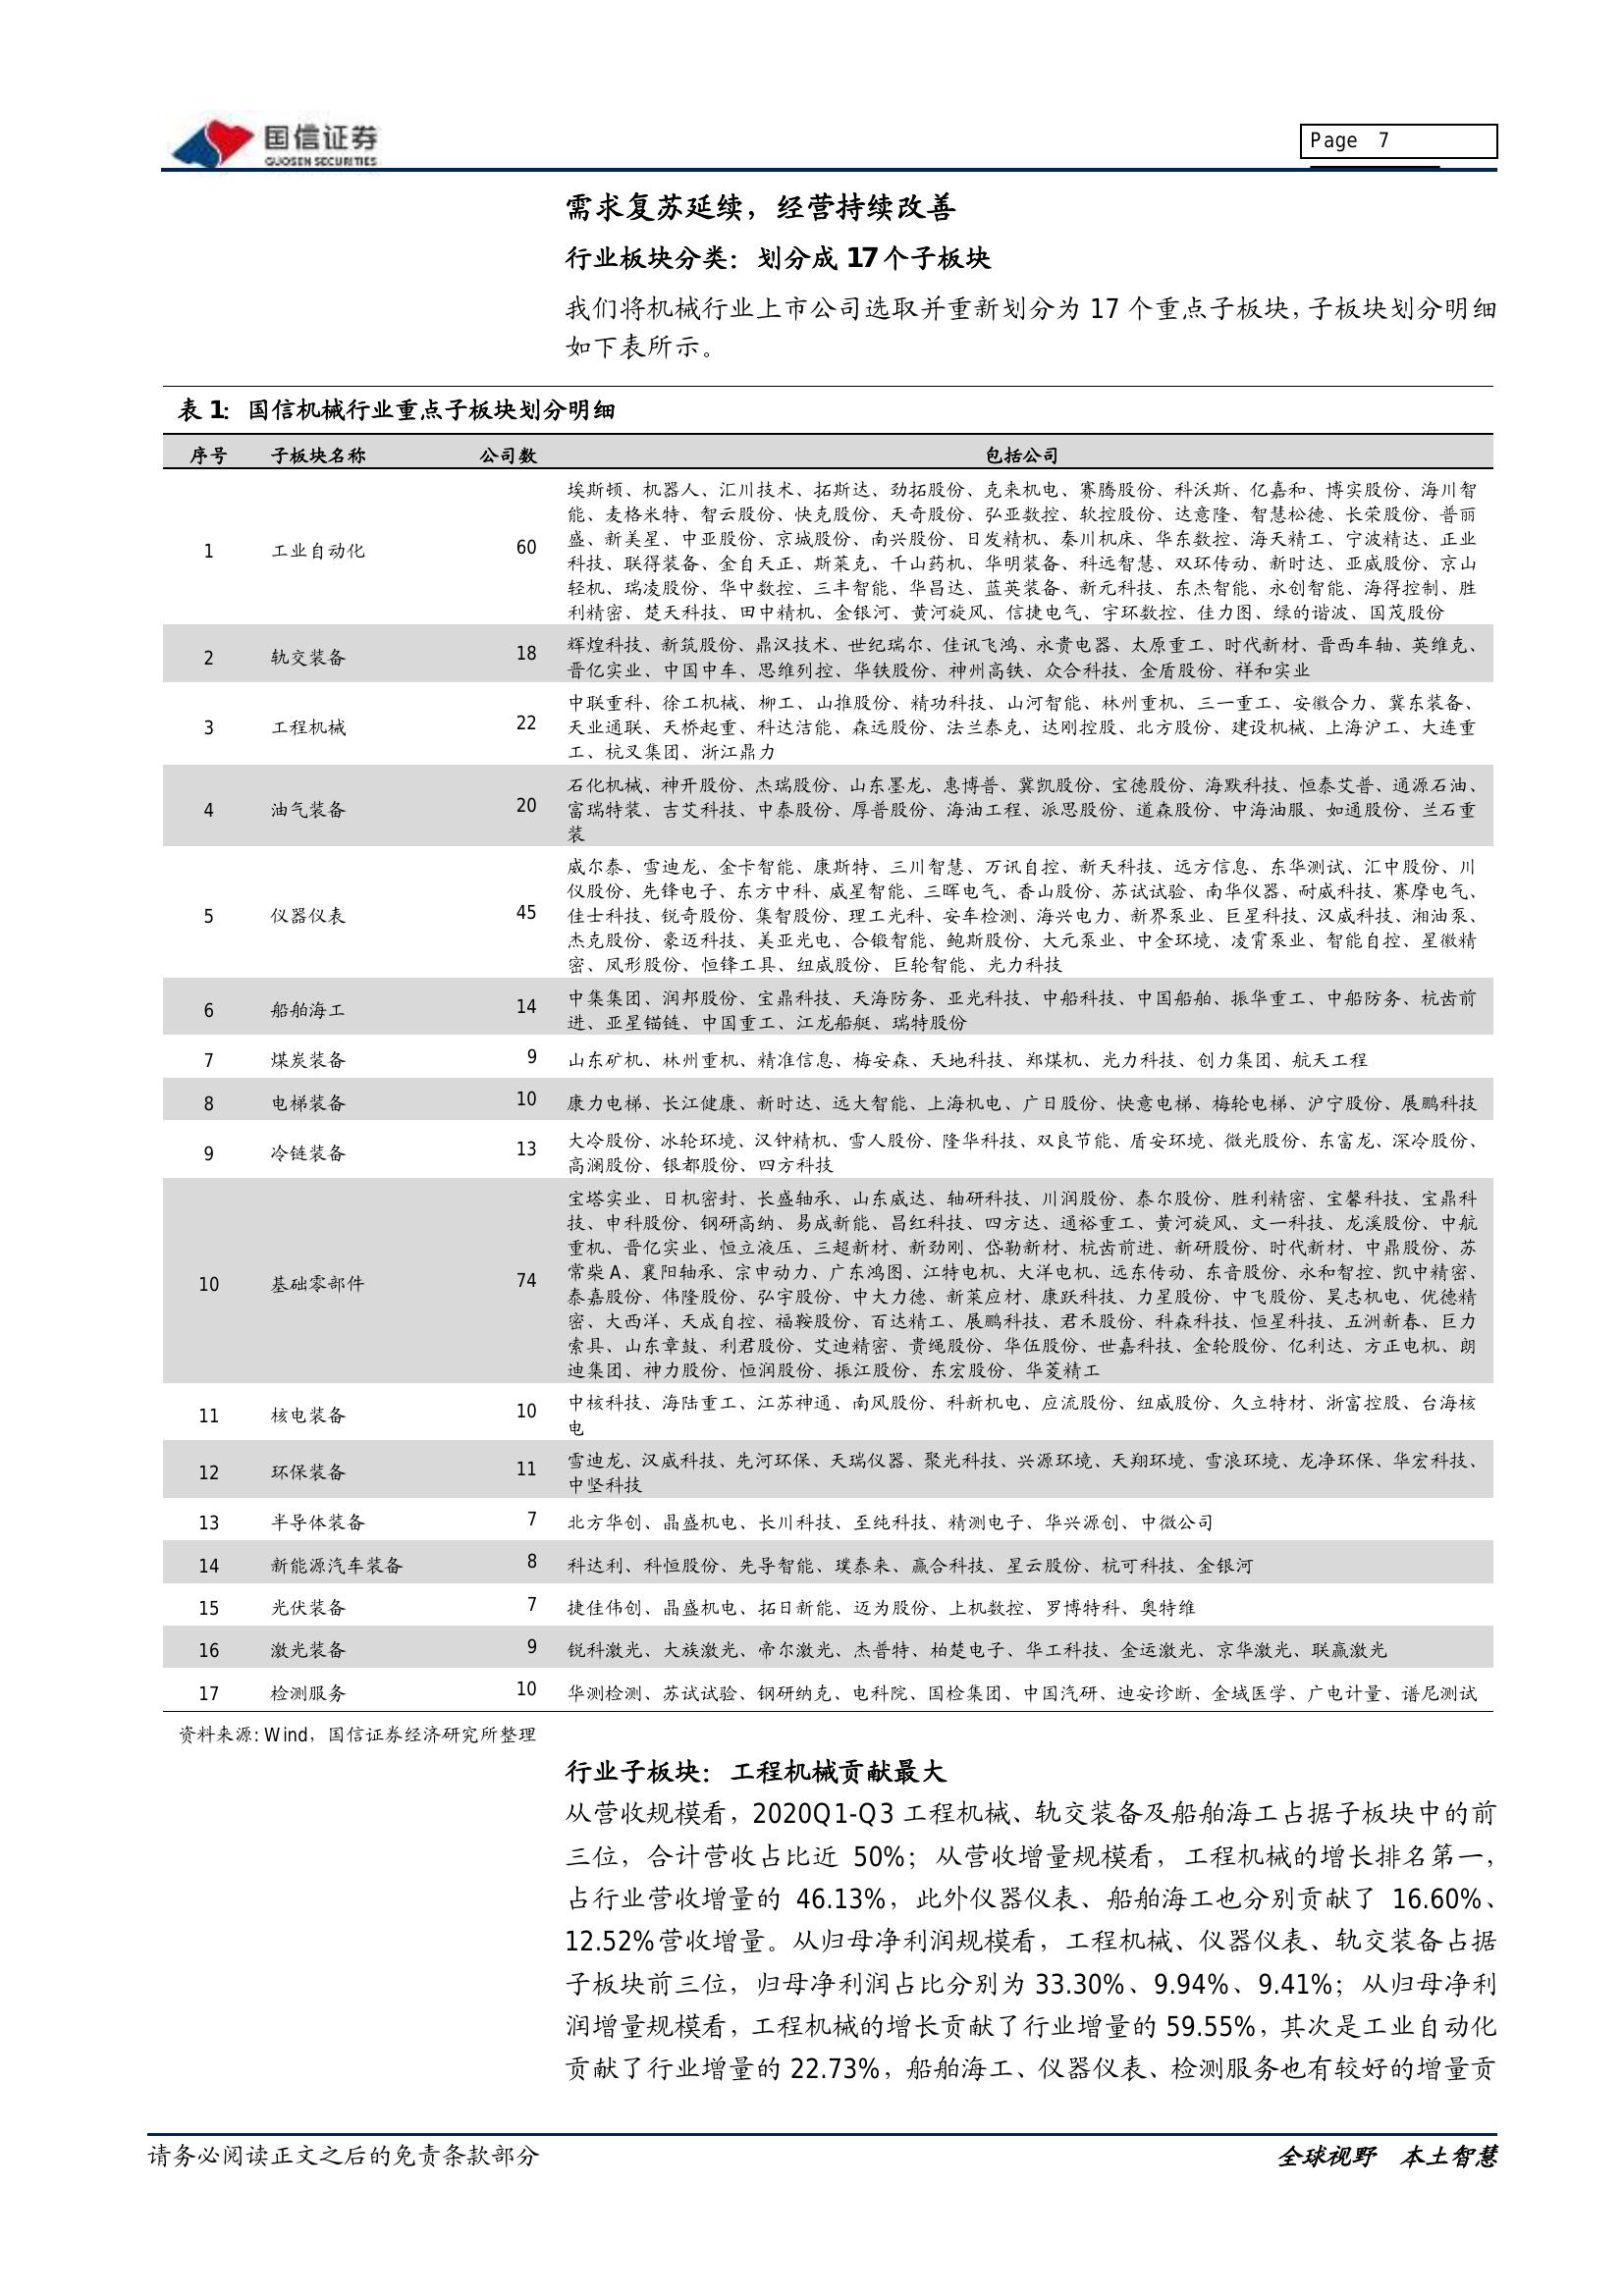 国信证券
GUOSEN SECURITIES
Page 7
需求复苏延续，经营持续改善
行业板块分类：划分成 17 个子板块
我们将机械行业上市公司选取并重新划分为 17 个重点子板块，子板块划分明细
如下表所示。
表 1：国信机械行业重点子板块划分明细
序号 子板块名称 公司数 包括公司
埃斯顿、机器人、汇川技术、拓斯达、劲拓股份、克来机电、赛腾股份、科沃斯、亿嘉和、博实股份、海川智
能、麦格米特、智云股份、快克股份、天奇股份、弘亚数控、软控股份、达意隆、智慧松德、长荣股份、普丽
盛、新美星、中亚股份、京城股份、南兴股份、日发精机、秦川机床、华东数控、海天精工、宁波精达、正业
1 工业自动化 60 科技、联得装备、金自天正、斯莱克、千山药机、华明装备、科远智慧、双环传动、新时达、亚威股份、京山
轻机、瑞凌股份、华中数控、三丰智能、华昌达、蓝英装备、新元科技、东杰智能、永创智能、海得控制、胜
利精密、楚天科技、田中精机、金银河、黄河旋风、信捷电气、宇环数控、佳力图、绿的谐波、国茂股份
2 轨交装备 18 辉煌科技、新筑股份、鼎汉技术、世纪瑞尔、佳讯飞鸿、永贵电器、太原重工、时代新材、晋西车轴、英维克、
晋亿实业、中国中车、思维列控、华铁股份、神州高铁、众合科技、金盾股份、祥和实业
中联重科、徐工机械、柳工、山推股份、精功科技、山河智能、林州重机、三一重工、安徽合力、冀东装备、
3 工程机械 22 天业通联、天桥起重、科达洁能、森远股份、法兰泰克、达刚控股、北方股份、建设机械、上海沪工、大连重
工、杭叉集团、浙江鼎力
石化机械、神开股份、杰瑞股份、山东墨龙、惠博普、冀凯股份、宝德股份、海默科技、恒泰艾普、通源石油、
4 油气装备 20 富瑞特装、吉艾科技、中泰股份、厚普股份、海油工程、派思股份、道森股份、中海油服、如通股份、兰石重
装
威尔泰、雪迪龙、金卡智能、康斯特、三川智慧、万讯自控、新天科技、远方信息、东华测试、汇中股份、川
仪股份、先锋电子、东方中科、威星智能、三晖电气、香山股份、苏试试验、南华仪器、耐威科技、赛摩电气、
5 仪器仪表 45 佳士科技、锐奇股份、集智股份、理工光科、安车检测、海兴电力、新界泵业、巨星科技、汉威科技、湘油泵、
杰克股份、豪迈科技、美亚光电、合锻智能、鲍斯股份、大元泵业、中金环境、凌霄泵业、智能自控、星徽精
密、凤形股份、恒锋工具、纽威股份、巨轮智能、光力科技
6 船舶海工 14 中集集团、润邦股份、宝鼎科技、天海防务、亚光科技、中船科技、中国船舶、振华重工、中船防务、杭齿前
进、亚星锚链、中国重工、江龙船艇、瑞特股份
7 煤炭装备 9 山东矿机、林州重机、精准信息、梅安森、天地科技、郑煤机、光力科技、创力集团、航天工程
8 电梯装备 10 康力电梯、长江健康、新时达、远大智能、上海机电、广日股份、快意电梯、梅轮电梯、沪宁股份、展鹏科技
9 冷链装备 13 大冷股份、冰轮环境、汉钟精机、雪人股份、隆华科技、双良节能、盾安环境、微光股份、东富龙、深冷股份、
高澜股份、银都股份、四方科技
宝塔实业、日机密封、长盛轴承、山东威达、轴研科技、川润股份、泰尔股份、胜利精密、宝馨科技、宝鼎科
技、申科股份、钢研高纳、易成新能、昌红科技、四方达、通裕重工、黄河旋风、文一科技、龙溪股份、中航
重机、晋亿实业、恒立液压、三超新材、新劲刚、岱勒新材、杭齿前进、新研股份、时代新材、中鼎股份、苏
常柴 A、襄阳轴承、宗申动力、广东鸿图、江特电机、大洋电机、远东传动、东音股份、永和智控、凯中精密、
10 基础零部件 74 泰嘉股份、伟隆股份、弘宇股份、中大力德、新莱应材、康跃科技、力星股份、中飞股份、昊志机电、优德精
密、大西洋、天成自控、福鞍股份、百达精工、展鹏科技、君禾股份、科森科技、恒星科技、五洲新春、巨力
索具、山东章鼓、利君股份、艾迪精密、贵绳股份、华伍股份、世嘉科技、金轮股份、亿利达、方正电机、朗
迪集团、神力股份、恒润股份、振江股份、东宏股份、华菱精工
11 核电装备 10 中核科技、海陆重工、江苏神通、南风股份、科新机电、应流股份、纽威股份、久立特材、浙富控股、台海核
电
12 环保装备 11 雪迪龙、汉威科技、先河环保、天瑞仪器、聚光科技、兴源环境、天翔环境、雪浪环境、龙净环保、华宏科技、
中坚科技
13 半导体装备 7 北方华创、晶盛机电、长川科技、至纯科技、精测电子、华兴源创、中微公司
14 新能源汽车装备 8 科达利、科恒股份、先导智能、璞泰来、赢合科技、星云股份、杭可科技、金银河
15 光伏装备 7 捷佳伟创、晶盛机电、拓日新能、迈为股份、上机数控、罗博特科、奥特维
16 激光装备 9 锐科激光、大族激光、帝尔激光、杰普特、柏楚电子、华工科技、金运激光、京华激光、联赢激光
17 检测服务 10 华测检测、苏试试验、钢研纳克、电科院、国检集团、中国汽研、迪安诊断、金域医学、广电计量、谱尼测试
资料来源：Wind，国信证券经济研究所整理
行业子板块：工程机械贡献最大
从营收规模看，2020Q1-Q3 工程机械、轨交装备及船舶海工占据子板块中的前
三位，合计营收占比近 50%；从营收增量规模看，工程机械的增长排名第一，
占行业营收增量的 46.13%，此外仪器仪表、船舶海工也分别贡献了 16.60%、
12.52%营收增量。从归母净利润规模看，工程机械、仪器仪表、轨交装备占据
子板块前三位，归母净利润占比分别为 33.30%、9.94%、9.41%；从归母净利
润增量规模看，工程机械的增长贡献了行业增量的 59.55%，其次是工业自动化
贡献了行业增量的 22.73%，船舶海工、仪器仪表、检测服务也有较好的增量贡
请务必阅读正文之后的免责条款部分
全球视野 本土智慧